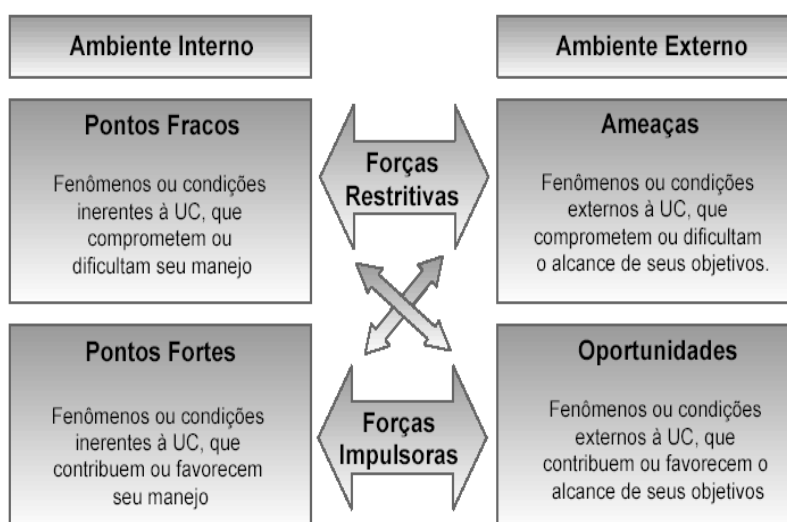 Ambiente Interno
Ambiente Externo
Pontos Fracos
Fenômenos ou condições
inerentes à UC, que
comprometem ou
dificultam seu manejo
Forças
Restritivas
Ameaças
Fenômenos ou condições
externos à UC, que
comprometem ou dificultam
o alcance de seus objetivos.
Pontos Fortes
Fenômenos ou condições
inerentes à UC, que
contribuem ou favorecem
seu manejo
Forças
Impulsoras
Oportunidades
Fenômenos ou condições
externos à UC, que
contribuem ou favorecem o
alcance de seus objetivos